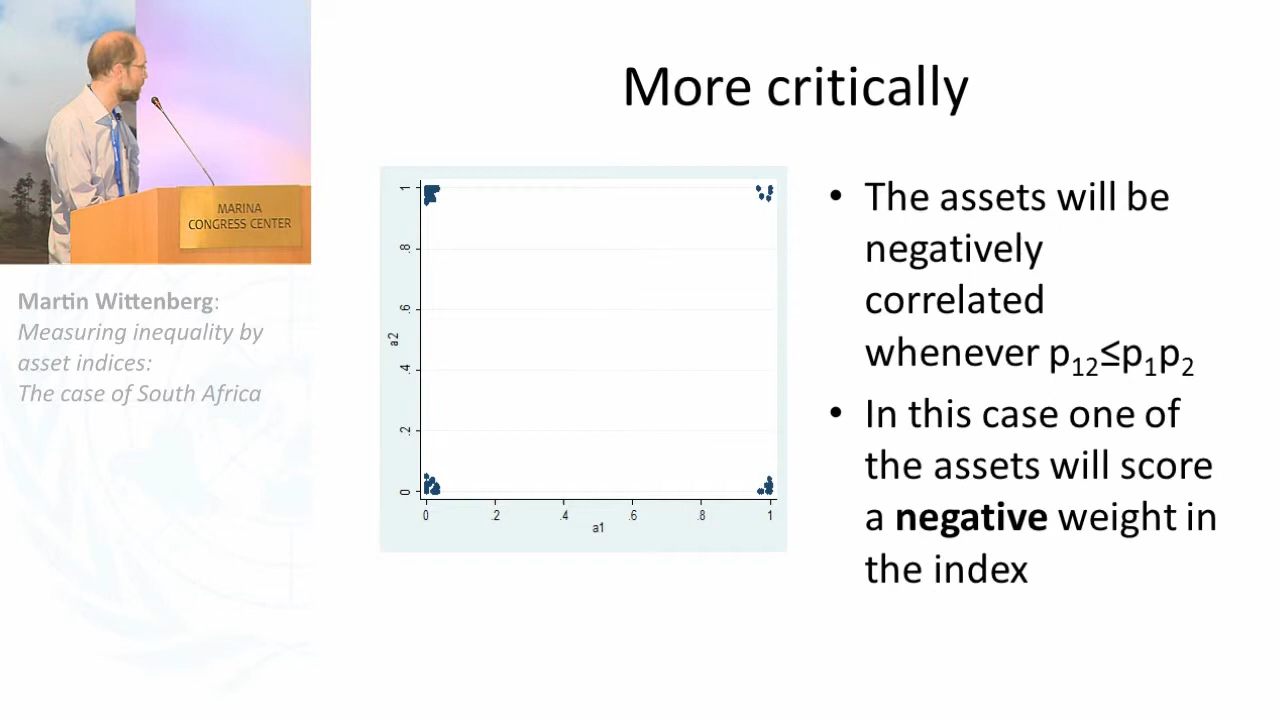 More critically
MARINA
CONGRESS CENTER
Martin Wittenberg:
Measuring inequality by
asset indices:
The case of South Africa
a2
1
.8
.6
.4
.2
0
0 .2 .4 .6 .8 1
a1
• The assets will be
negatively
correlated
whenever p12≤p1p2
• In this case one of
the assets will score
a negative weight in
the index